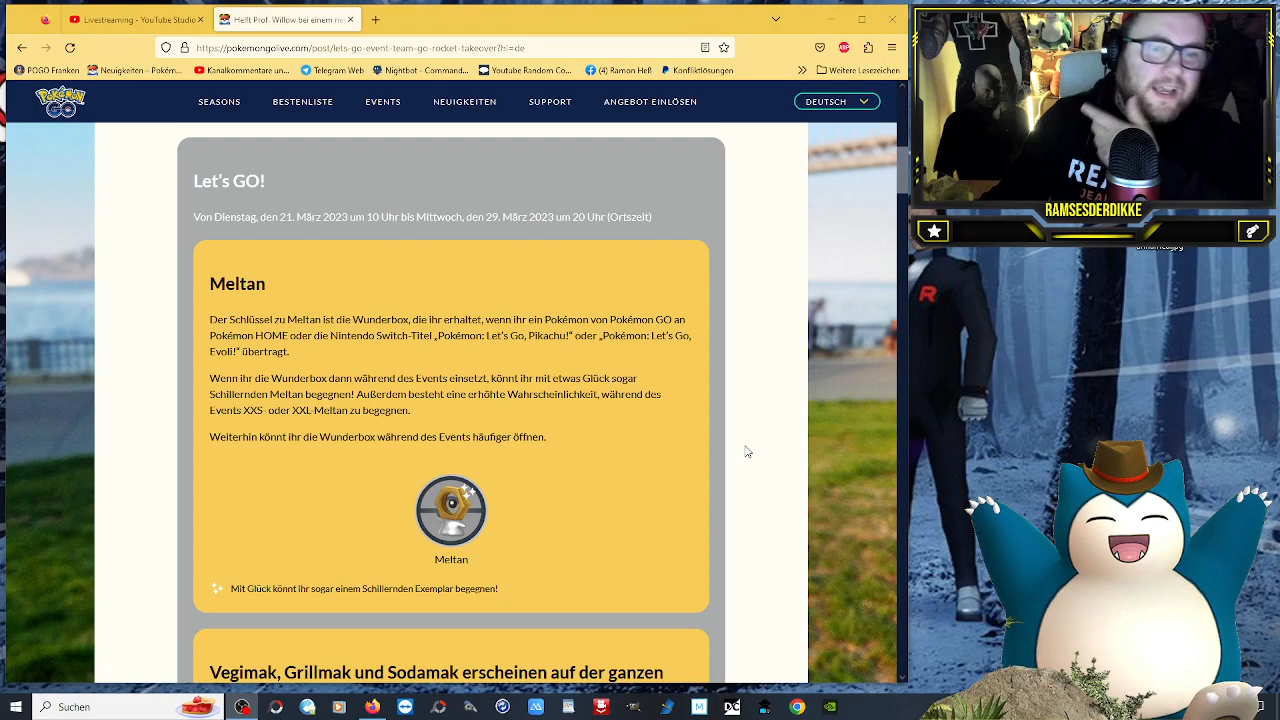 Livestreaming - YouTube Studio
Helft Prof. Willow bei einem ne
https://pokemongolive.com/post/lets-go-event-team-go-rocket-takeover?hl=de
ABP
POGO Franken
Neuigkeiten – Pokém...
Kanalkommentare un...
Telegram Web
Nightbot - Command...
Youtube Random Co...
(4) Ramon Heß
Konfliktlösungen
Weitere Lesezeichen
POKÉMON GO
SEASONS
BESTENLISTE
EVENTS
NEUIGKEITEN
SUPPORT
ANGEBOT EINLÖSEN
DEUTSCH
Let's GO!
Von Dienstag, den 21. März 2023 um 10 Uhr bis Mittwoch, den 29. März 2023 um 20 Uhr (Ortszeit)
Meltan
Der Schlüssel zu Meltan ist die Wunderbox, die ihr erhaltet, wenn ihr ein Pokémon von Pokémon GO an
Pokémon HOME oder die Nintendo Switch-Titel „Pokémon: Let's Go, Pikachu!“ oder „Pokémon: Let's Go,
Evoli!“ übertragt.
Wenn ihr die Wunderbox dann während des Events einsetzt, könnt ihr mit etwas Glück sogar
Schillernden Meltan begegnen! Außerdem besteht eine erhöhte Wahrscheinlichkeit, während des
Events XXS- oder XXL-Meltan zu begegnen.
Weiterhin könnt ihr die Wunderbox während des Events häufiger öffnen.
Meltan
Mit Glück könnt ihr sogar einem Schillernden Exemplar begegnen!
Vegimak, Grillmak und Sodamak erscheinen auf der ganzen
Suchen
RAMSESDERDIKKE
R